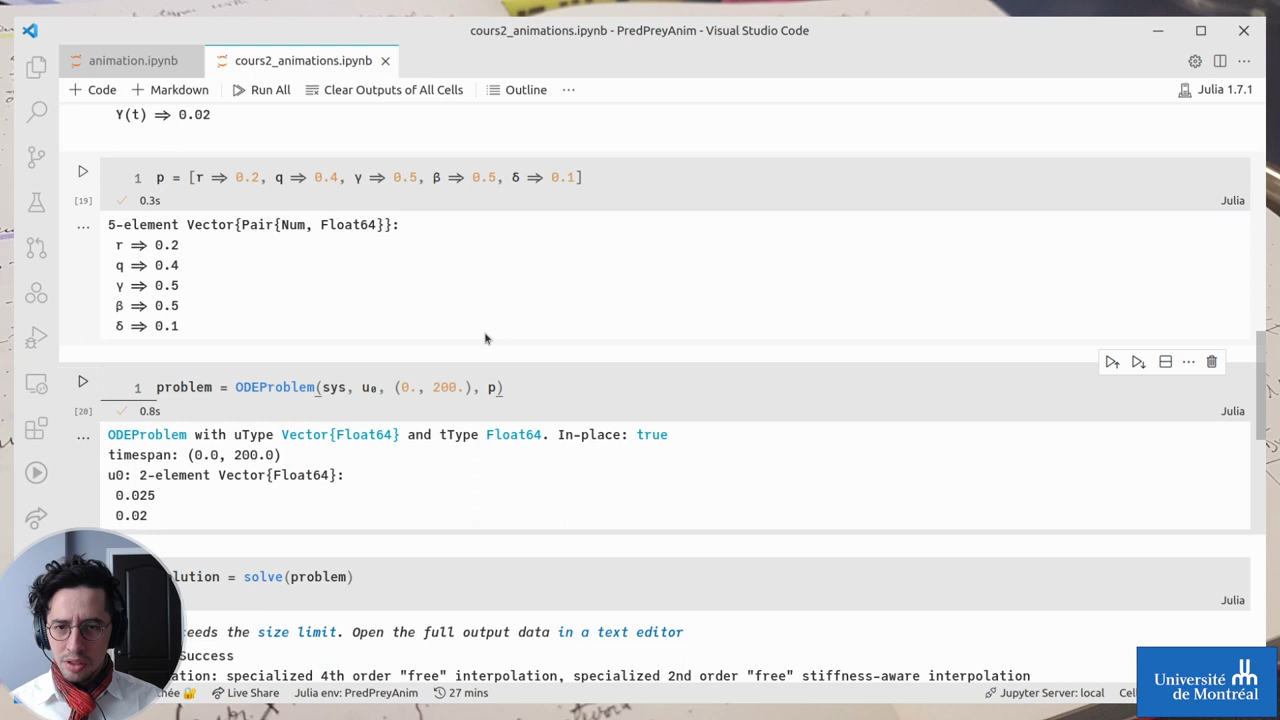 cours2_animations.ipynb - PredPreyAnim - Visual Studio Code
animation.ipynb
cours2_animations.ipynb
Code
Markdown
Run All
Clear Outputs of All Cells
Outline
Julia 1.7.1
Y(t) ⇒ 0.02
1 p = [r ⇒ 0.2, q ⇒ 0.4, γ ⇒ 0.5, β ⇒ 0.5, δ ⇒ 0.1]
[19] 0.3s
Julia
5-element Vector{Pair{Num, Float64}}:
r ⇒ 0.2
q ⇒ 0.4
γ ⇒ 0.5
β ⇒ 0.5
δ ⇒ 0.1
1 problem = ODEProblem(sys, u₀, (0., 200.), p)
[20] 0.8s
Julia
ODEProblem with uType Vector{Float64} and tType Float64. In-place: true
timespan: (0.0, 200.0)
u0: 2-element Vector{Float64}:
0.025
0.02
lution = solve(problem)
Julia
eeds the size limit. Open the full output data in a text editor
Success
ation: specialized 4th order "free" interpolation, specialized 2nd order "free" stiffness-aware interpolation
Live Share
Julia env: PredPreyAnim
27 mins
Jupyter Server: local
Cel
Université
de Montréal